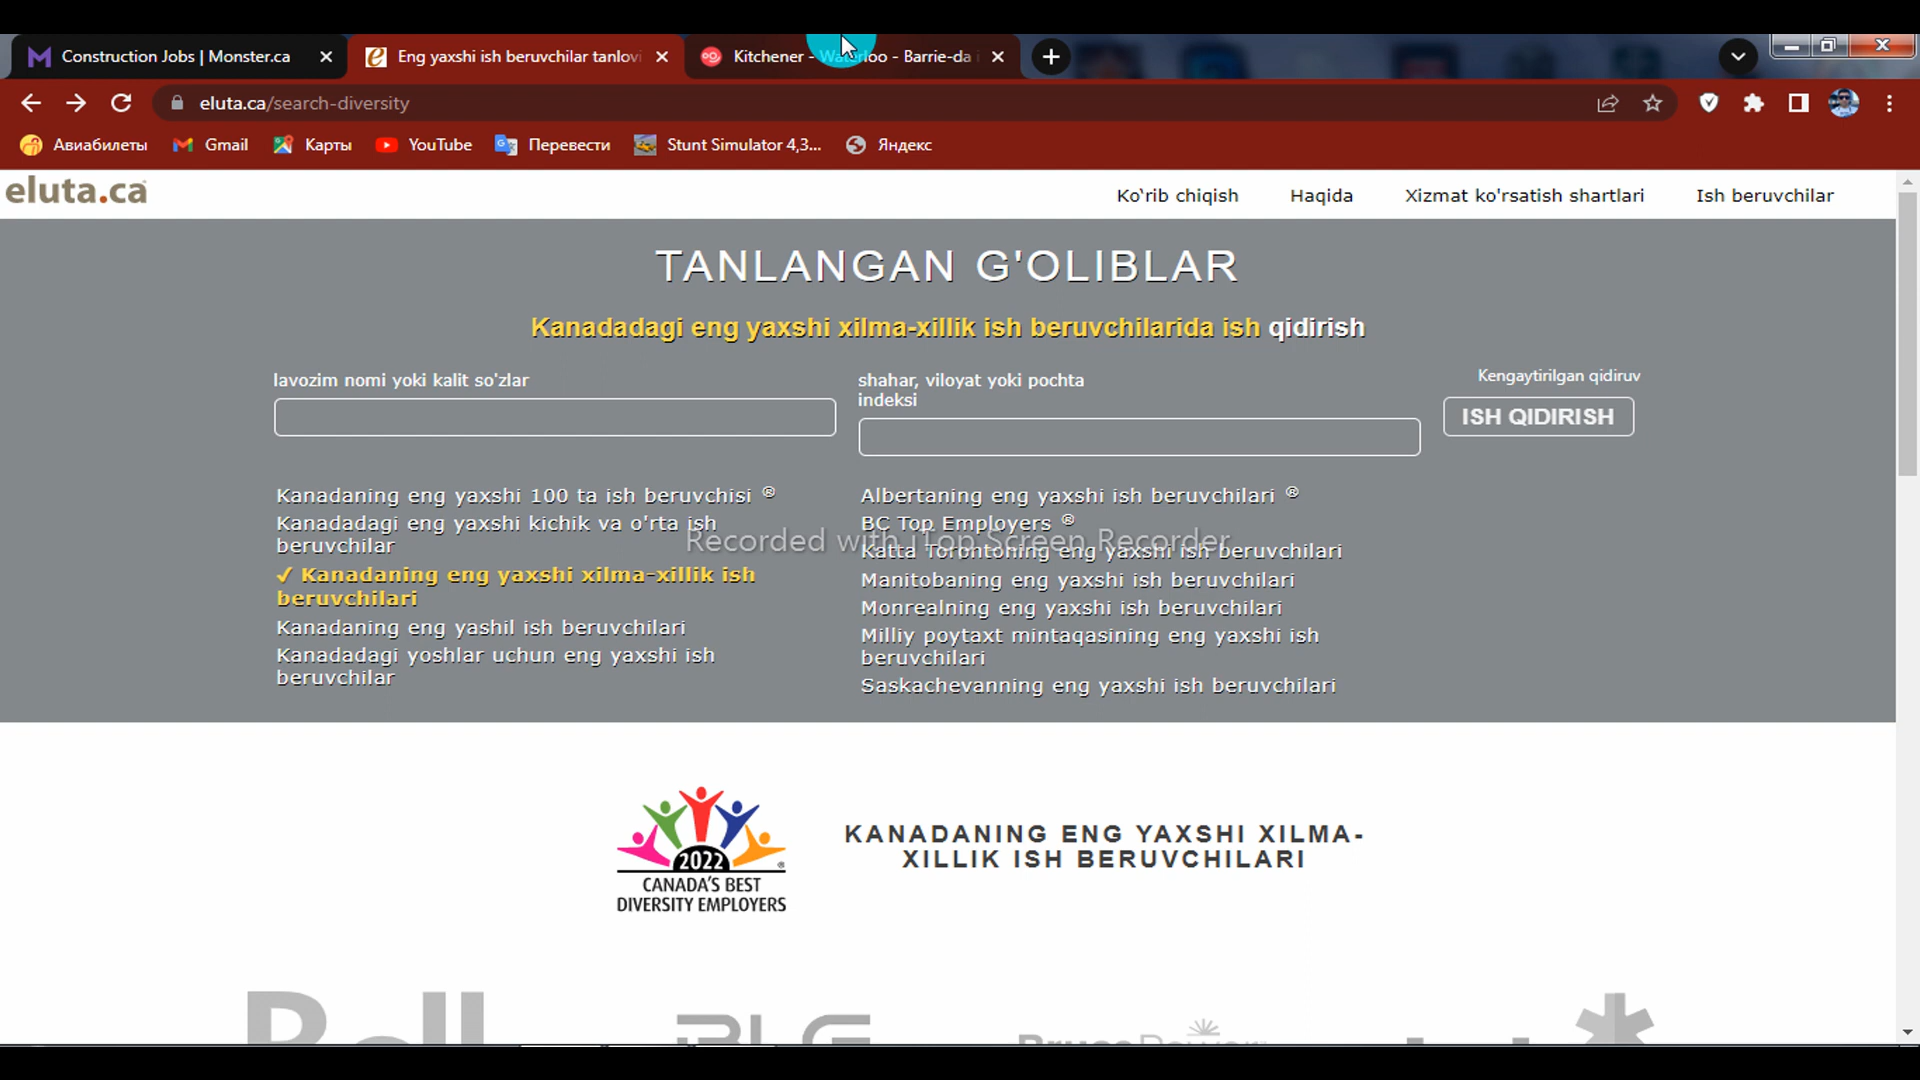 Construction Jobs | Monster.ca
Eng yaxshi ish beruvchilar tanlovi
Kitchener - Waterloo - Barrie-da
eluta.ca/search-diversity
Авиабилеты
Gmail
Карты
YouTube
Перевести
Stunt Simulator 4,3...
Яндекс
eluta.ca
Ko'rib chiqish
Haqida
Xizmat ko'rsatish shartlari
Ish beruvchilar
TANLANGAN G'OLIBLAR
Kanadadagi eng yaxshi xilma-xillik ish beruvchilarida ish qidirish
lavozim nomi yoki kalit so'zlar
shahar, viloyat yoki pochta
indeksi
Kengaytirilgan qidiruv
ISH QIDIRISH
Kanadaning eng yaxshi 100 ta ish beruvchisi ®
Kanadadagi eng yaxshi kichik va o'rta ish
beruvchilar
✓ Kanadaning eng yaxshi xilma-xillik ish
beruvchilari
Kanadaning eng yashil ish beruvchilari
Kanadadagi yoshlar uchun eng yaxshi ish
beruvchilar
Albertaning eng yaxshi ish beruvchilari ®
BC Top Employers ®
Katta Torontoning eng yaxshi ish beruvchilari
Manitobaning eng yaxshi ish beruvchilari
Monrealning eng yaxshi ish beruvchilari
Milliy poytaxt mintaqasining eng yaxshi ish
beruvchilari
Saskachevanning eng yaxshi ish beruvchilari
Recorded with iTop Screen Recorder
2022
CANADA'S BEST
DIVERSITY EMPLOYERS
®
KANADANING ENG YAXSHI XILMA-
XILLIK ISH BERUVCHILARI
Bell
BLG
BrucePower